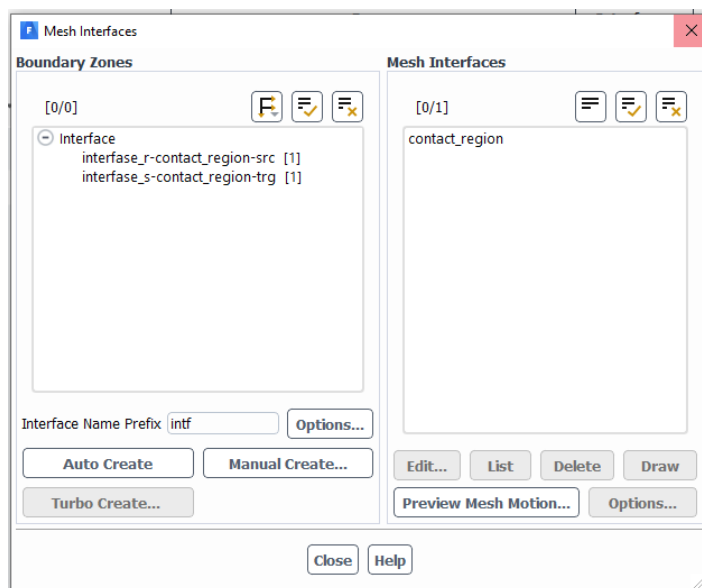 Mesh Interfaces
Boundary Zones
[0/0]
Interface
interfase_r-contact_region-src [1]
interfase_s-contact_region-trg [1]
Interface Name Prefix intf Options...
Auto Create Manual Create...
Turbo Create...
Mesh Interfaces
[0/1]
contact_region
Edit... List Delete Draw
Preview Mesh Motion... Options...
Close Help